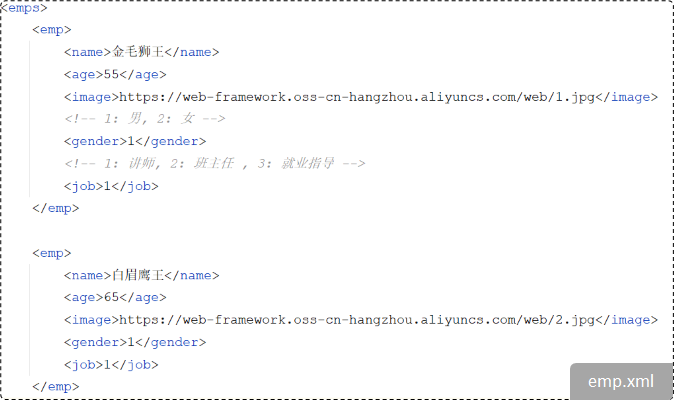 <emps>
<emp>
<name>金毛狮王</name>
<age>55</age>
<image>https://web-framework.oss-cn-hangzhou.aliyuncs.com/web/1.jpg</image>
<!-- 1: 男, 2: 女 -->
<gender>1</gender>
<!-- 1: 讲师, 2: 班主任 , 3: 就业指导 -->
<job>1</job>
</emp>
<emp>
<name>白眉鹰王</name>
<age>65</age>
<image>https://web-framework.oss-cn-hangzhou.aliyuncs.com/web/2.jpg</image>
<gender>1</gender>
<job>1</job>
</emp>
emp.xml